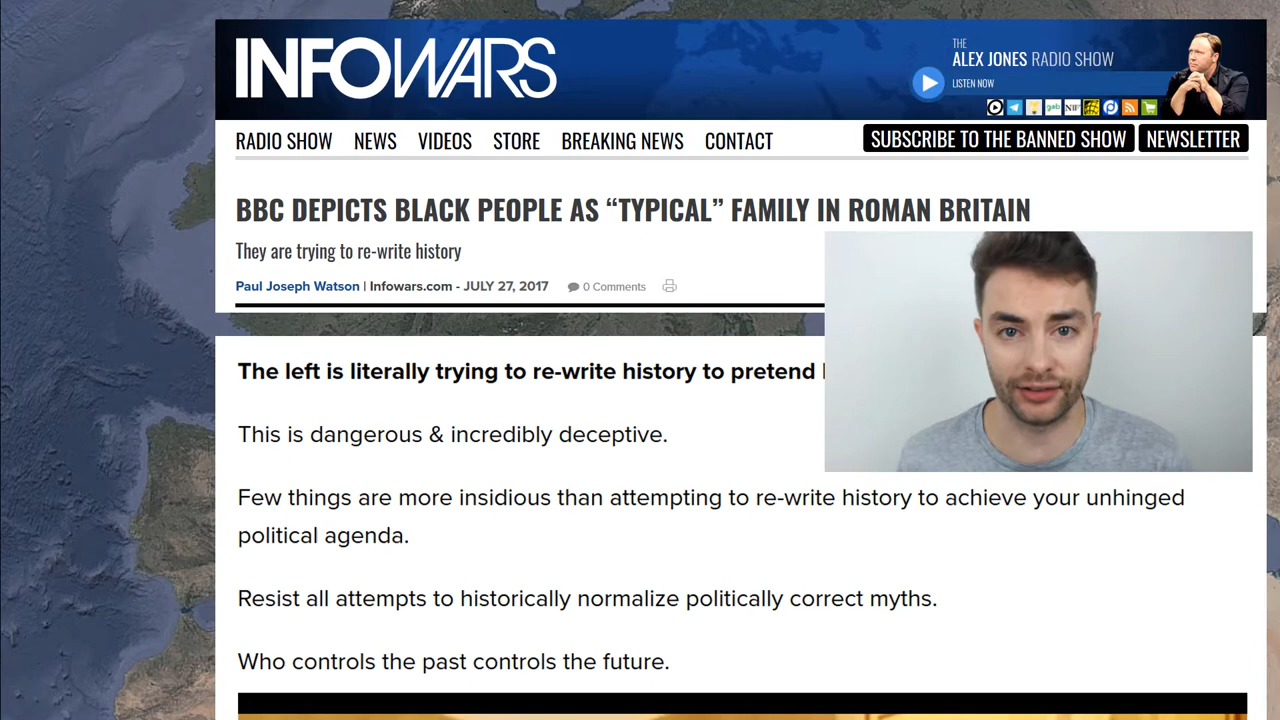 INFOWARS
THE
ALEX JONES RADIO SHOW
LISTEN NOW
RADIO SHOW NEWS VIDEOS STORE BREAKING NEWS CONTACT
SUBSCRIBE TO THE BANNED SHOW NEWSLETTER
BBC DEPICTS BLACK PEOPLE AS “TYPICAL” FAMILY IN ROMAN BRITAIN
They are trying to re-write history
Paul Joseph Watson | Infowars.com - JULY 27, 2017 0 Comments
The left is literally trying to re-write history to pretend
This is dangerous & incredibly deceptive.
Few things are more insidious than attempting to re-write history to achieve your unhinged
political agenda.
Resist all attempts to historically normalize politically correct myths.
Who controls the past controls the future.